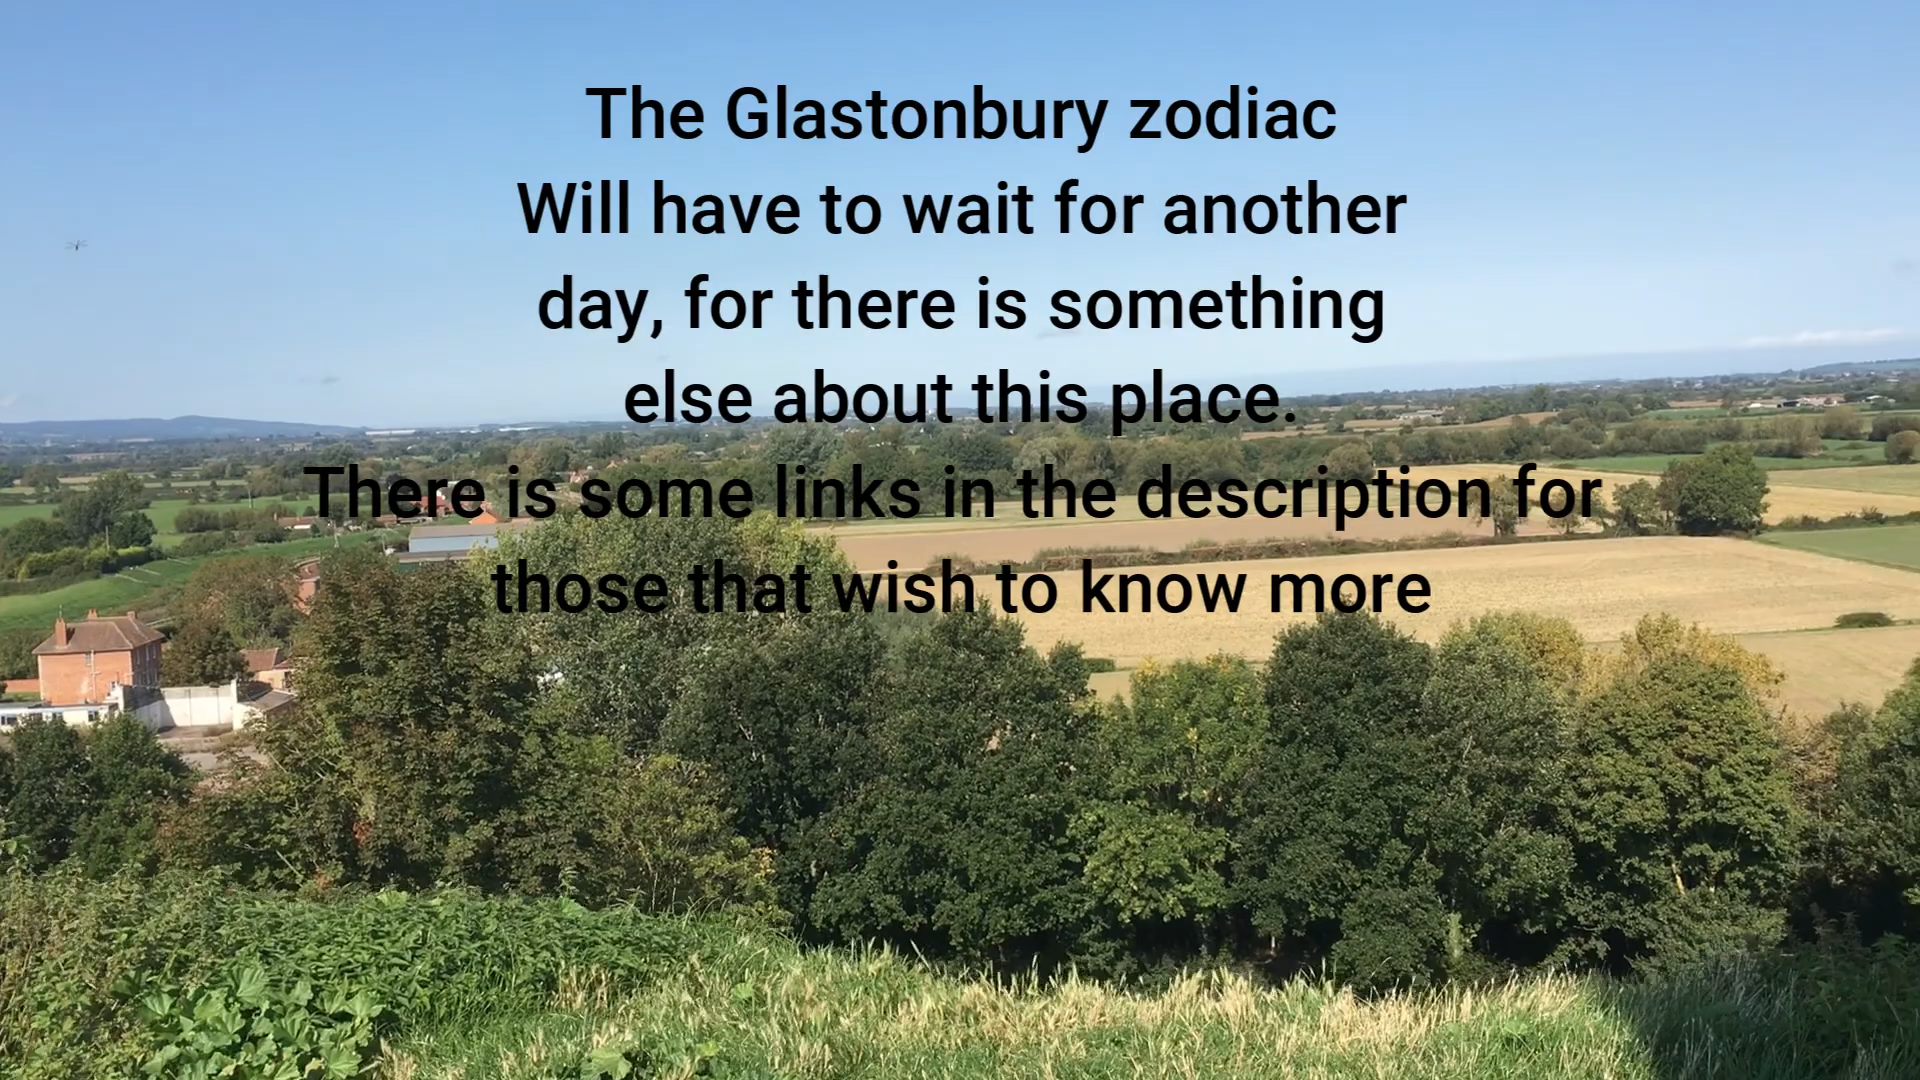 The Glastonbury zodiac
Will have to wait for another
day, for there is something
else about this place.
There is some links in the description for
those that wish to know more